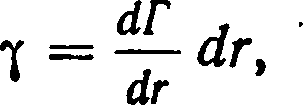 γ = dΓ/dr dr,